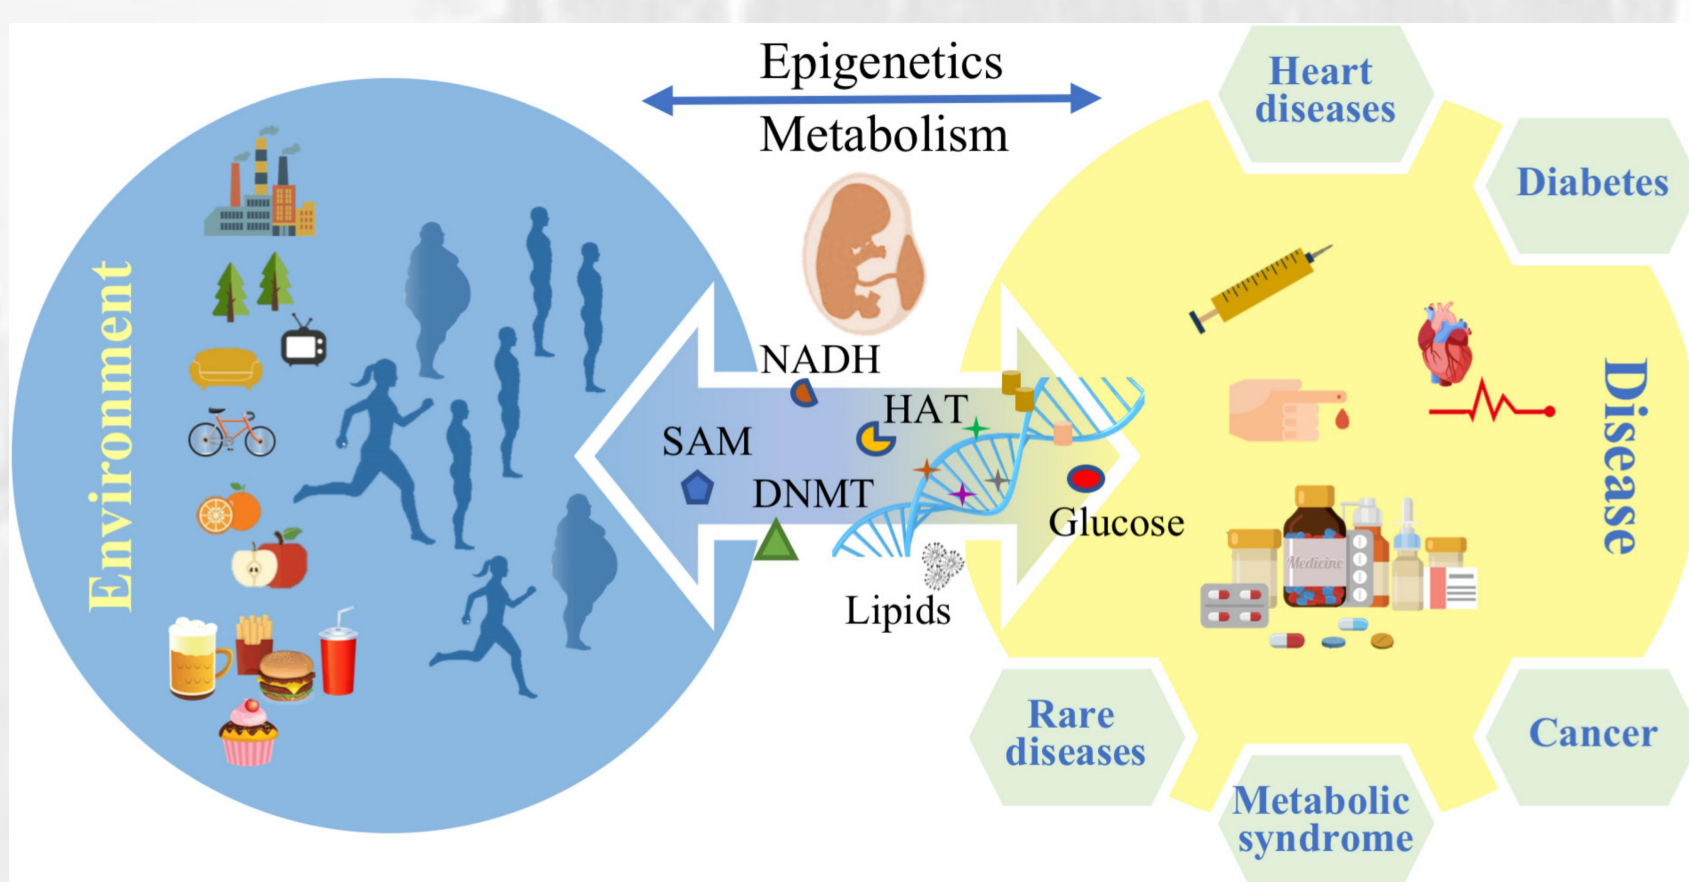 Epigenetics
Metabolism
Environment
NADH
HAT
SAM
DNMT
Glucose
Lipids
Heart
diseases
Diabetes
Disease
Medicine
Rare
diseases
Metabolic
syndrome
Cancer